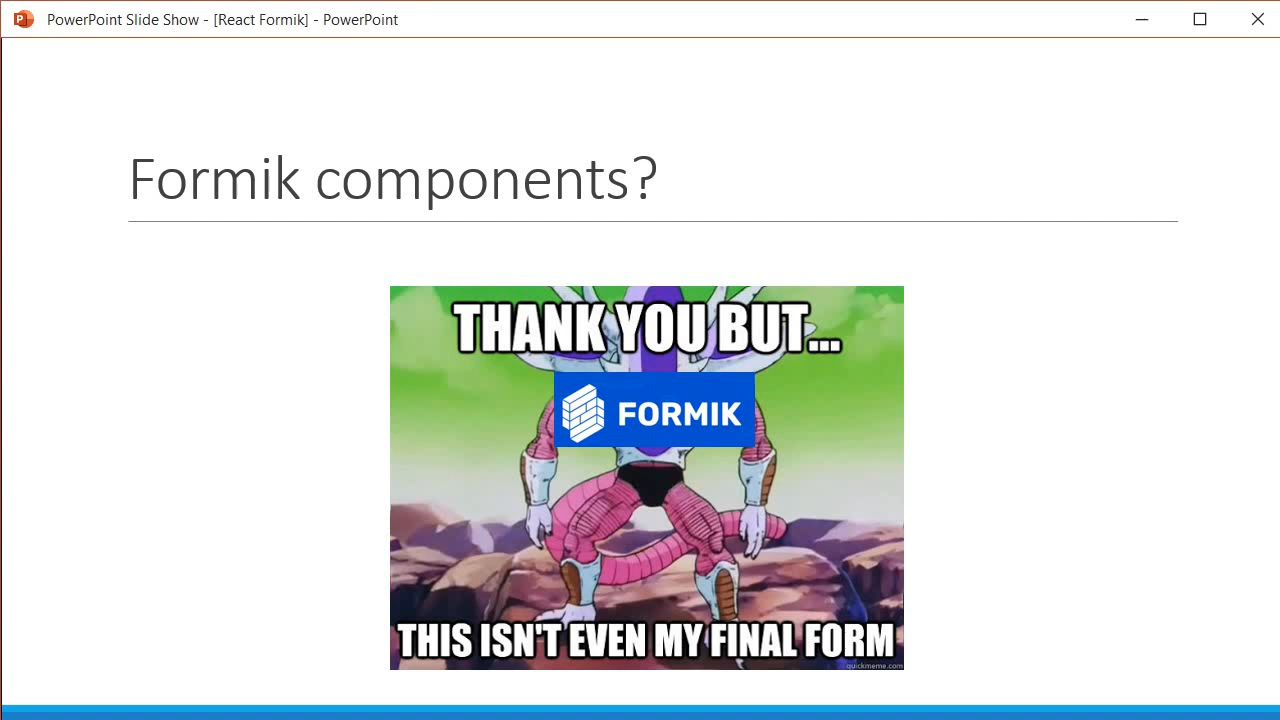 PowerPoint Slide Show - [React Formik] - PowerPoint
Formik components?
THANK YOU BUT...
FORMIK
THIS ISN'T EVEN MY FINAL FORM
quickmeme.com